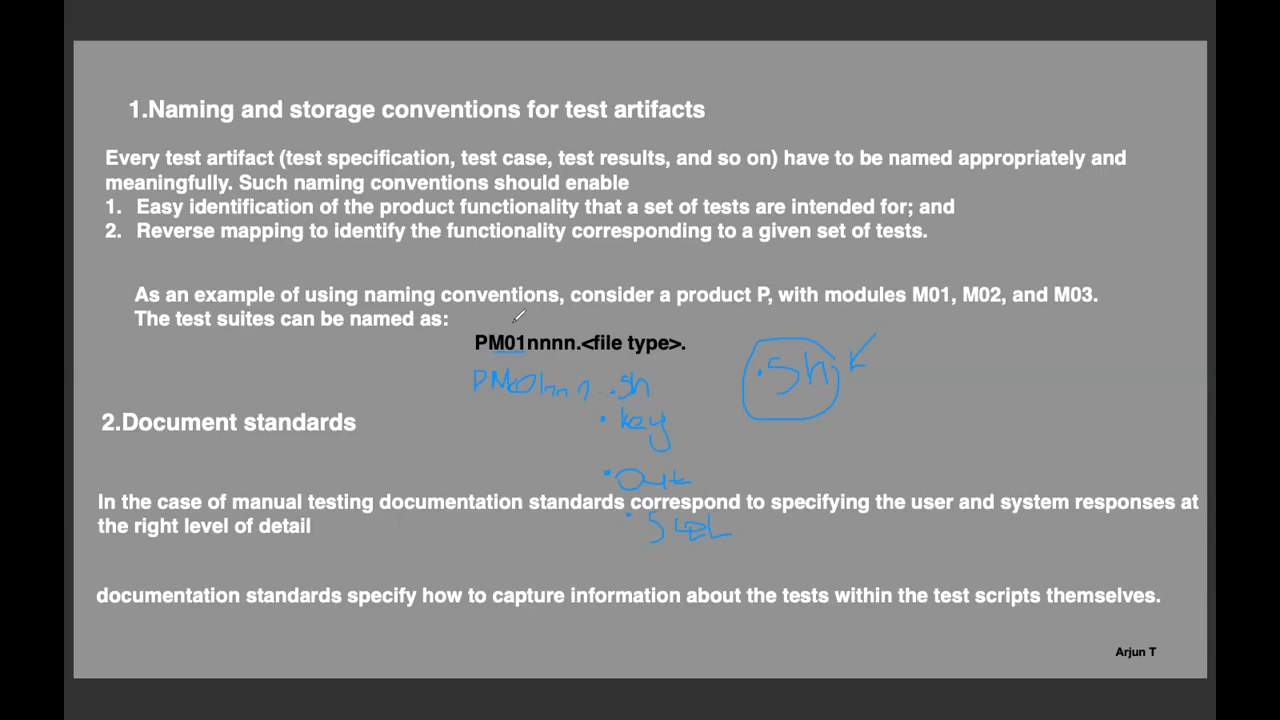 1.Naming and storage conventions for test artifacts
Every test artifact (test specification, test case, test results, and so on) have to be named appropriately and
meaningfully. Such naming conventions should enable
1. Easy identification of the product functionality that a set of tests are intended for; and
2. Reverse mapping to identify the functionality corresponding to a given set of tests.
As an example of using naming conventions, consider a product P, with modules M01, M02, and M03.
The test suites can be named as:
PM01nnnn.<file type>.
.sh
.sh
.key
2.Document standards
.Out
In the case of manual testing documentation standards correspond to specifying the user and system responses at
the right level of detail
documentation standards specify how to capture information about the tests within the test scripts themselves.
Arjun T